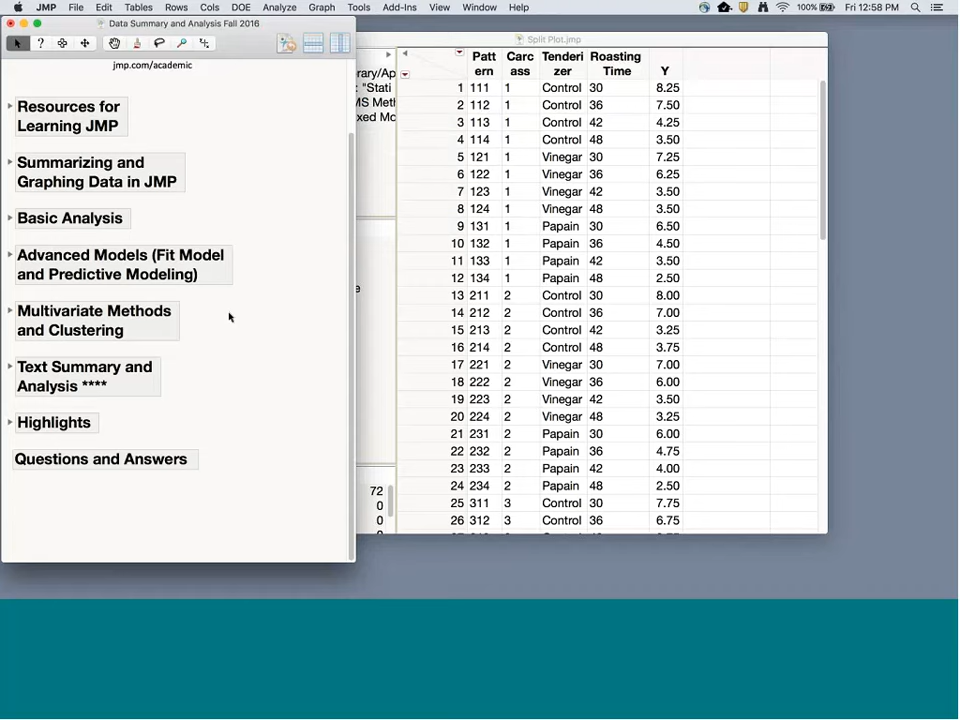 JMP File Edit Tables Rows Cols DOE Analyze Graph Tools Add-Ins View Window Help 100% Fri 12:58 PM
Data Summary and Analysis Fall 2016
jmp.com/academic
Resources for
Learning JMP
Summarizing and
Graphing Data in JMP
Basic Analysis
Advanced Models (Fit Model
and Predictive Modeling)
Multivariate Methods
and Clustering
Text Summary and
Analysis ****
Highlights
Questions and Answers
rary/Ap
: "Stati
MS Meth
xed Mo
e
72
0
0
Split Plot.jmp
Patt Carc Tenderi Roasting
ern ass zer Time Y
1 111 1 Control 30 8.25
2 112 1 Control 36 7.50
3 113 1 Control 42 4.25
4 114 1 Control 48 3.50
5 121 1 Vinegar 30 7.25
6 122 1 Vinegar 36 6.25
7 123 1 Vinegar 42 3.50
8 124 1 Vinegar 48 3.50
9 131 1 Papain 30 6.50
10 132 1 Papain 36 4.50
11 133 1 Papain 42 3.50
12 134 1 Papain 48 2.50
13 211 2 Control 30 8.00
14 212 2 Control 36 7.00
15 213 2 Control 42 3.25
16 214 2 Control 48 3.75
17 221 2 Vinegar 30 7.00
18 222 2 Vinegar 36 6.00
19 223 2 Vinegar 42 3.50
20 224 2 Vinegar 48 3.25
21 231 2 Papain 30 6.00
22 232 2 Papain 36 4.75
23 233 2 Papain 42 4.00
24 234 2 Papain 48 2.50
25 311 3 Control 30 7.75
26 312 3 Control 36 6.75